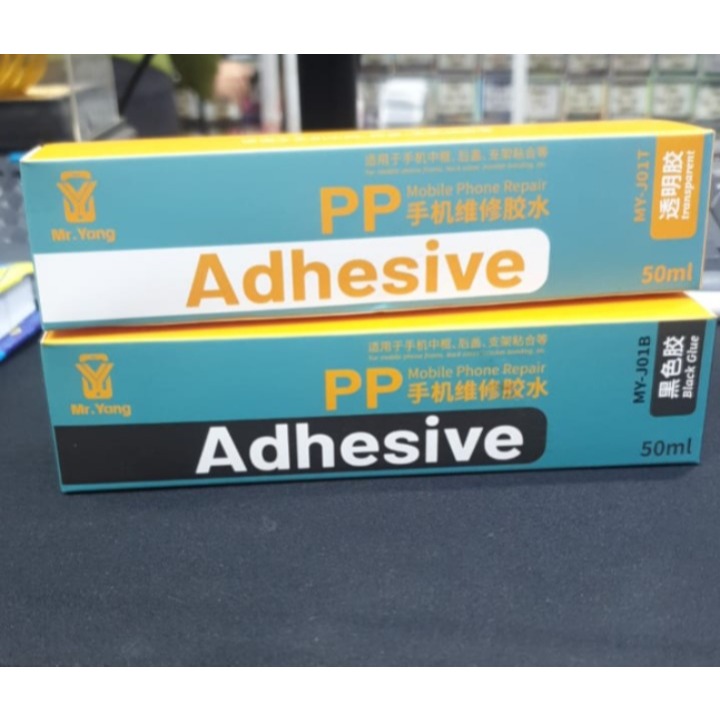 适用于手机中框、后盖、支架粘合等
Mr.Yang
PP
Mobile Phone Repair
手机维修胶水
Adhesive
MY-J01T
透明胶
transparent
50ml
适用于手机中框、后盖、支架粘合等
Mr.Yang
PP
Mobile Phone Repair
手机维修胶水
Adhesive
MY-J01B
黑色胶
Black Glue
50ml